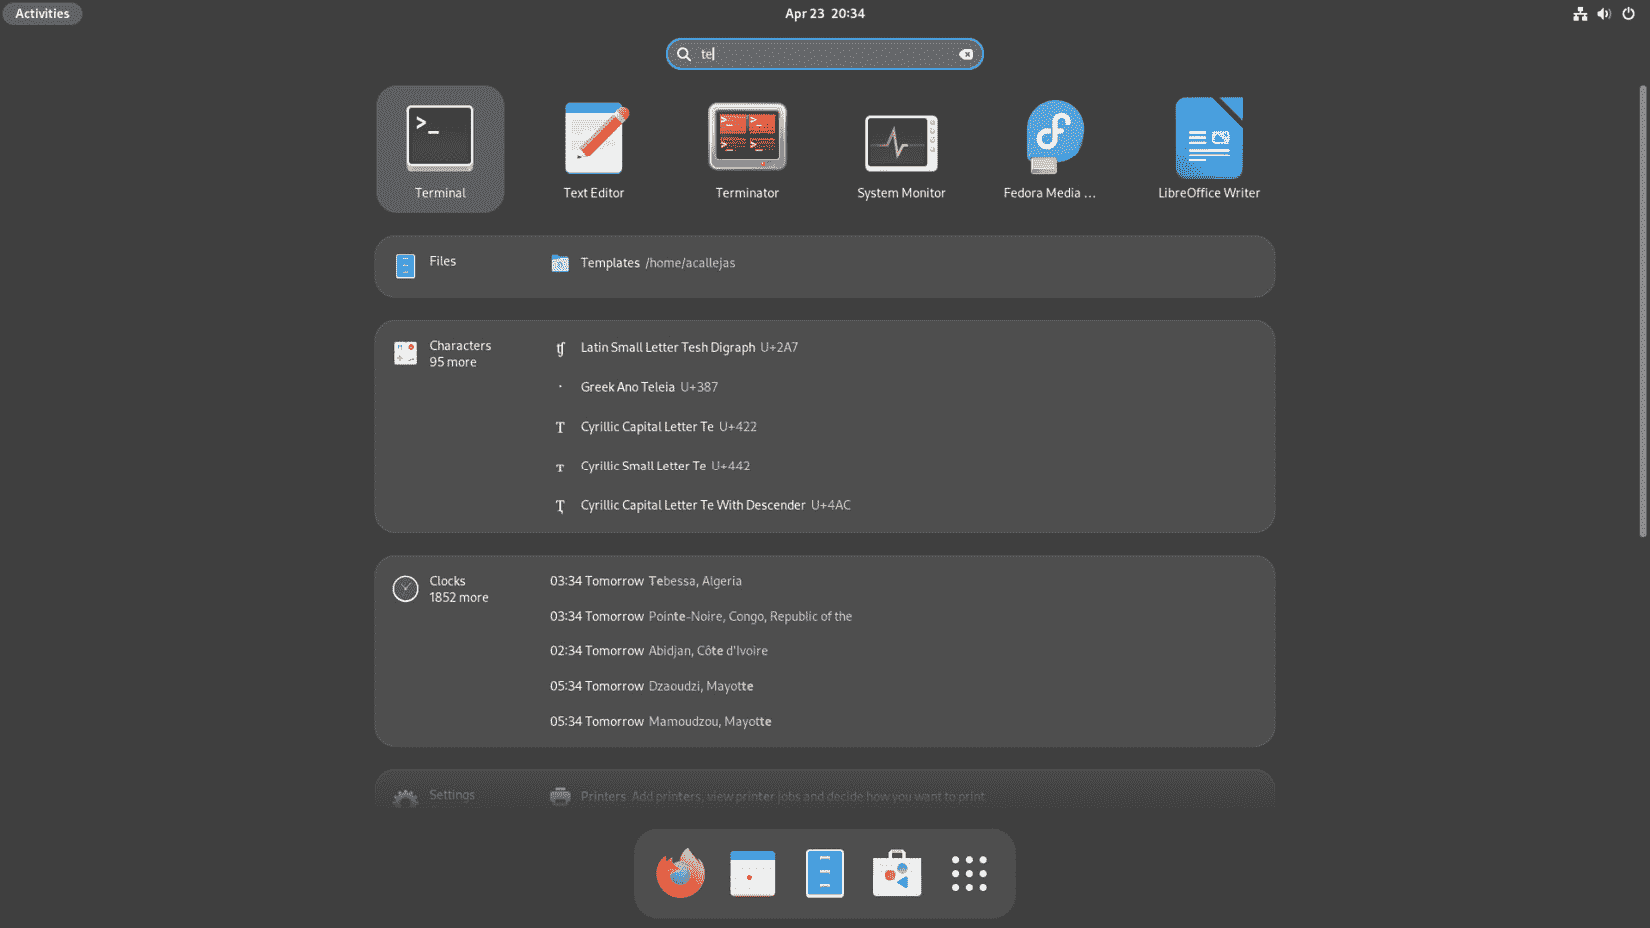 Activities
Apr 23 20:34
te
Terminal
Text Editor
Terminator
System Monitor
Fedora Media ...
LibreOffice Writer
Files
Templates /home/acallejas
Characters
95 more
Latin Small Letter Tesh Digraph U+2A7
Greek Ano Teleia U+387
Cyrillic Capital Letter Te U+422
Cyrillic Small Letter Te U+442
Cyrillic Capital Letter Te With Descender U+4AC
Clocks
1852 more
03:34 Tomorrow Tebessa, Algeria
03:34 Tomorrow Pointe-Noire, Congo, Republic of the
02:34 Tomorrow Abidjan, Côte d'Ivoire
05:34 Tomorrow Dzaoudzi, Mayotte
05:34 Tomorrow Mamoudzou, Mayotte
Settings
Printers Add printers, view printer jobs and decide how you want to print